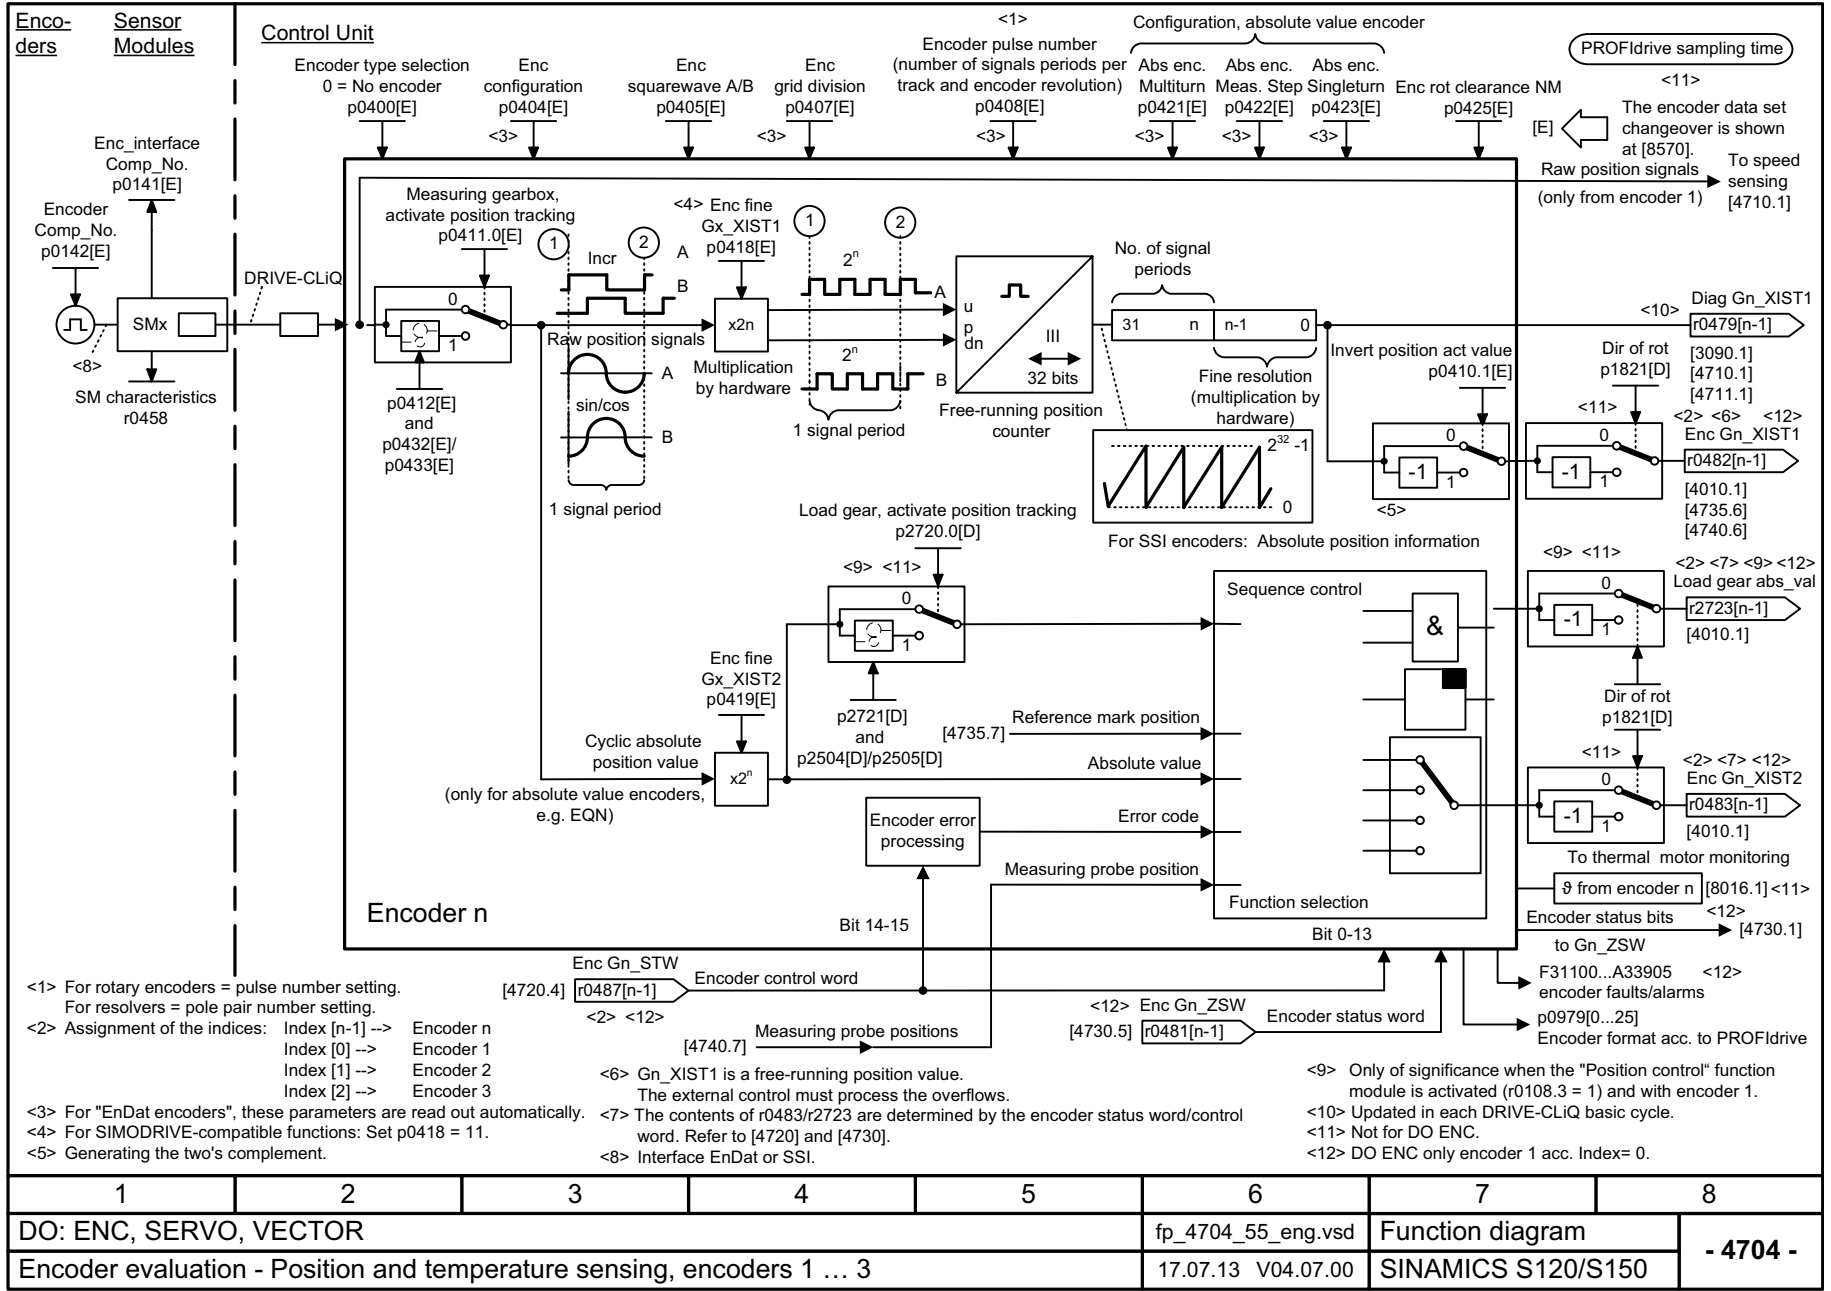 Enco-
ders
Sensor
Modules
Control Unit
Encoder type selection
0 = No encoder
p0400[E]
Enc
configuration
p0404[E]
<3>
Enc
squarewave A/B
p0405[E]
Enc
grid division
p0407[E]
<3>
<1>
Encoder pulse number
(number of signals periods per
track and encoder revolution)
p0408[E]
<3>
Configuration, absolute value encoder
Abs enc.
Multiturn
p0421[E]
<3>
Abs enc.
Meas. Step
p0422[E]
<3>
Abs enc.
Singleturn
p0423[E]
<3>
Enc rot clearance NM
p0425[E]
PROFIdrive sampling time
<11>
[E]
The encoder data set
changeover is shown
at [8570].
Raw position signals
(only from encoder 1)
To speed
sensing
[4710.1]
Enc_interface
Comp_No.
p0141[E]
Encoder
Comp_No.
p0142[E]
DRIVE-CLiQ
SMx
<8>
SM characteristics
r0458
Measuring gearbox,
activate position tracking
p0411.0[E]
0
1
p0412[E]
and
p0432[E]/
p0433[E]
1
2
Incr
A
B
Raw position signals
A
sin/cos
B
1 signal period
<4> Enc fine
Gx_XIST1
p0418[E]
x2n
Multiplication
by hardware
1
2
2n
A
2n
B
1 signal period
u
p
dn
III
32 bits
Free-running position
counter
No. of signal
periods
31
n
n-1
0
Fine resolution
(multiplication by
hardware)
232 -1
0
For SSI encoders: Absolute position information
Invert position act value
p0410.1[E]
0
-1
1
<5>
<10>
Diag Gn_XIST1
r0479[n-1]
[3090.1]
[4710.1]
[4711.1]
Dir of rot
p1821[D]
<11>
0
-1
1
<2> <6> <12>
Enc Gn_XIST1
r0482[n-1]
[4010.1]
[4735.6]
[4740.6]
Load gear, activate position tracking
p2720.0[D]
<9> <11>
0
1
p2721[D]
and
p2504[D]/p2505[D]
Enc fine
Gx_XIST2
p0419[E]
x2n
Cyclic absolute
position value
(only for absolute value encoders,
e.g. EQN)
Sequence control
&
Function selection
[4735.7]
Reference mark position
Absolute value
Error code
Measuring probe position
Encoder error
processing
<9> <11>
0
-1
1
<2> <7> <9> <12>
Load gear abs_val
r2723[n-1]
[4010.1]
Dir of rot
p1821[D]
<11>
0
-1
1
<2> <7> <12>
Enc Gn_XIST2
r0483[n-1]
[4010.1]
To thermal motor monitoring
ϑ from encoder n
[8016.1] <11>
Encoder status bits
<12>
[4730.1]
to Gn_ZSW
Encoder n
Bit 14-15
Bit 0-13
F31100...A33905 <12>
encoder faults/alarms
p0979[0...25]
Encoder format acc. to PROFIdrive
Enc Gn_STW
[4720.4]
r0487[n-1]
<2> <12>
Encoder control word
[4740.7]
Measuring probe positions
<12> Enc Gn_ZSW
[4730.5]
r0481[n-1]
Encoder status word
<1> For rotary encoders = pulse number setting.
For resolvers = pole pair number setting.
<2> Assignment of the indices: Index [n-1] --> Encoder n
Index [0] --> Encoder 1
Index [1] --> Encoder 2
Index [2] --> Encoder 3
<3> For "EnDat encoders", these parameters are read out automatically.
<4> For SIMODRIVE-compatible functions: Set p0418 = 11.
<5> Generating the two's complement.
<6> Gn_XIST1 is a free-running position value.
The external control must process the overflows.
<7> The contents of r0483/r2723 are determined by the encoder status word/control
word. Refer to [4720] and [4730].
<8> Interface EnDat or SSI.
<9> Only of significance when the "Position control“ function
module is activated (r0108.3 = 1) and with encoder 1.
<10> Updated in each DRIVE-CLiQ basic cycle.
<11> Not for DO ENC.
<12> DO ENC only encoder 1 acc. Index= 0.
1 2 3 4 5 6 7 8
DO: ENC, SERVO, VECTOR
fp_4704_55_eng.vsd
Function diagram
- 4704 -
Encoder evaluation - Position and temperature sensing, encoders 1 … 3
17.07.13 V04.07.00
SINAMICS S120/S150